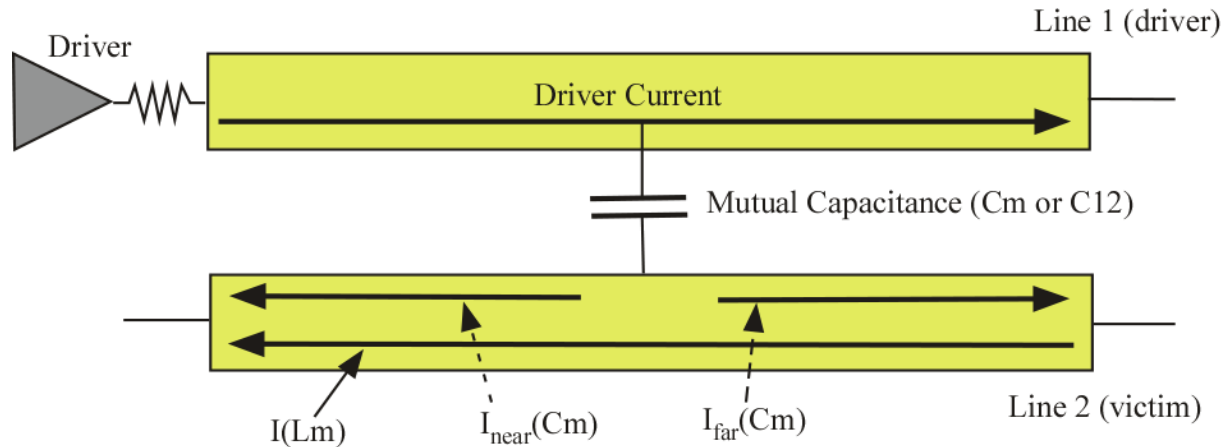 Line 1 (driver)
Driver
Driver Current
Mutual Capacitance (Cm or C12)
I(Lm)
Inear(Cm)
Ifar(Cm)
Line 2 (victim)